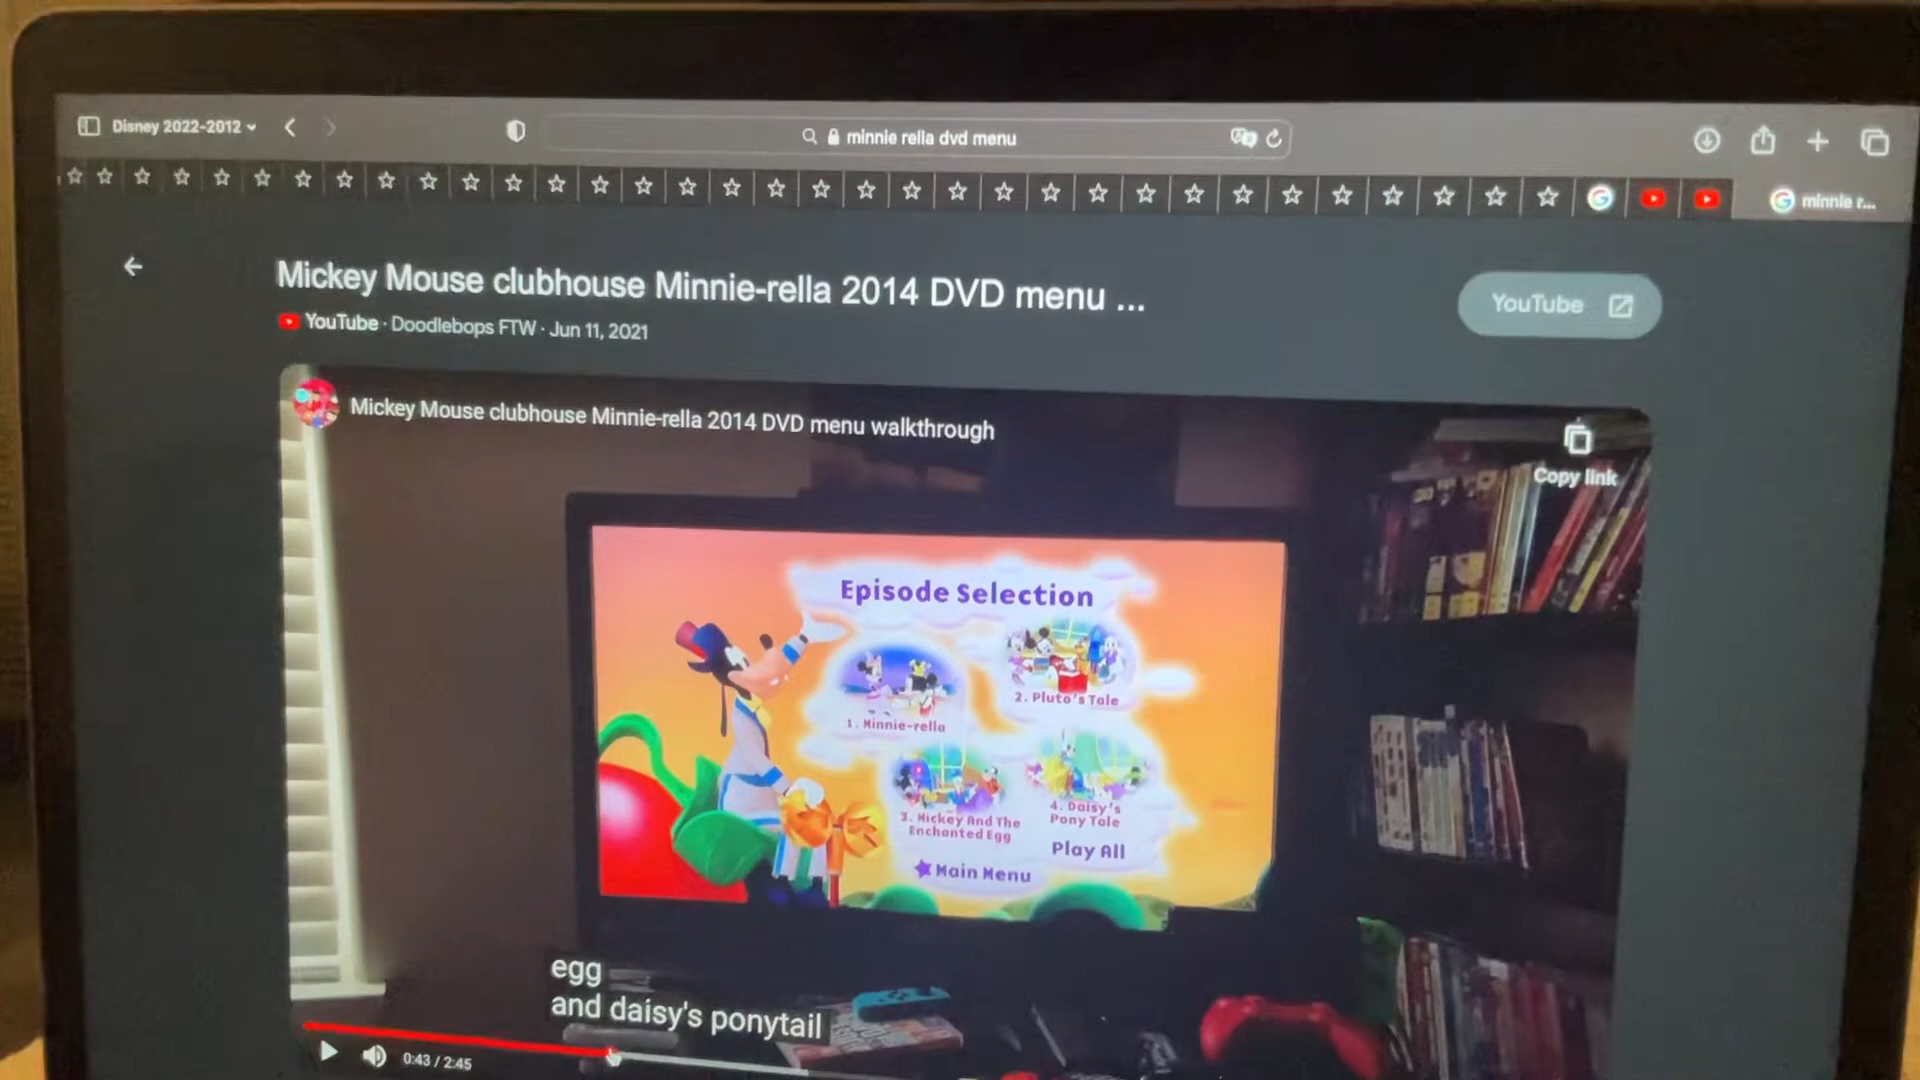 Disney 2022-2012
minnie rella dvd menu
minnie r...
Mickey Mouse clubhouse Minnie-rella 2014 DVD menu ...
YouTube
YouTube · Doodlebops FTW · Jun 11, 2021
Mickey Mouse clubhouse Minnie-rella 2014 DVD menu walkthrough
Copy link
Episode Selection
1. Minnie-rella
2. Pluto's Tale
3. Mickey And The
Enchanted Egg
4. Daisy's
Pony Tale
Play All
Main Menu
egg
and daisy's ponytail
0:43 / 2:45